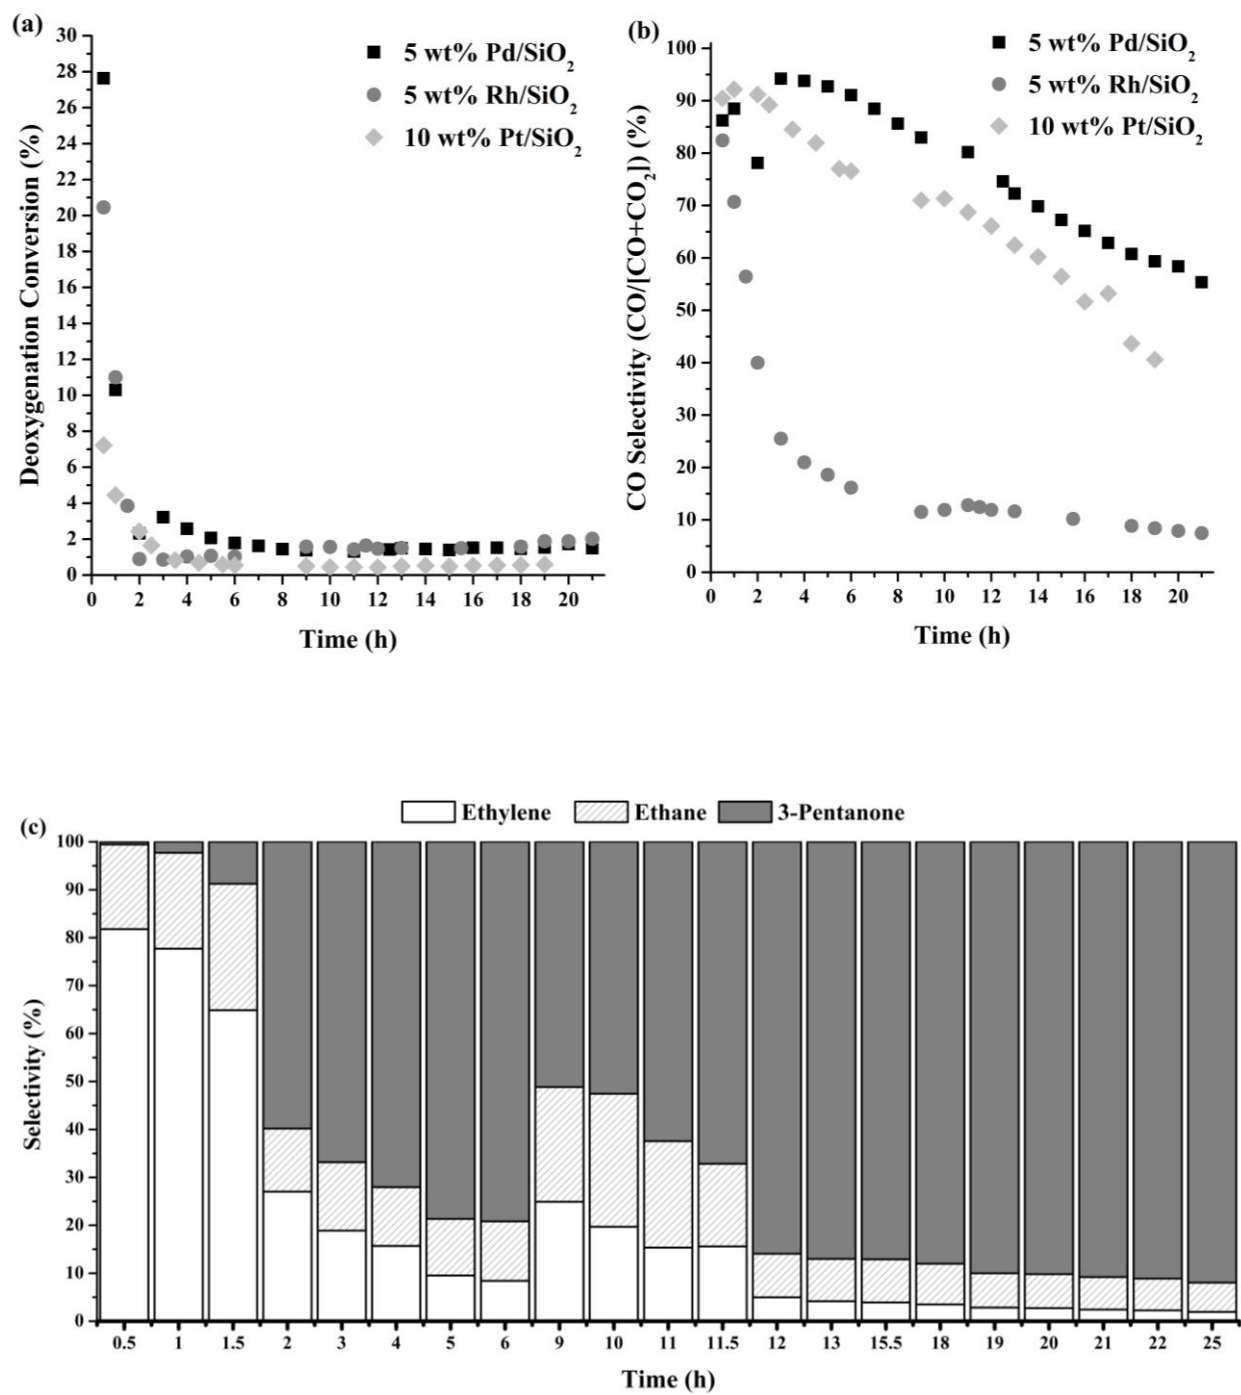 (a)
30
28
26
24
22
20
18
16
14
12
10
8
6
4
2
0
Deoxygenation Conversion (%)
5 wt% Pd/SiO₂
5 wt% Rh/SiO₂
10 wt% Pt/SiO₂
0 2 4 6 8 10 12 14 16 18 20
Time (h)
(b)
100
90
80
70
60
50
40
30
20
10
0
CO Selectivity (CO/[CO+CO₂]) (%)
5 wt% Pd/SiO₂
5 wt% Rh/SiO₂
10 wt% Pt/SiO₂
0 2 4 6 8 10 12 14 16 18 20
Time (h)
Ethylene Ethane 3-Pentanone
(c)
100
90
80
70
60
50
40
30
20
10
0
Selectivity (%)
0.5 1 1.5 2 3 4 5 6 9 10 11 11.5 12 13 15.5 18 19 20 21 22 25
Time (h)